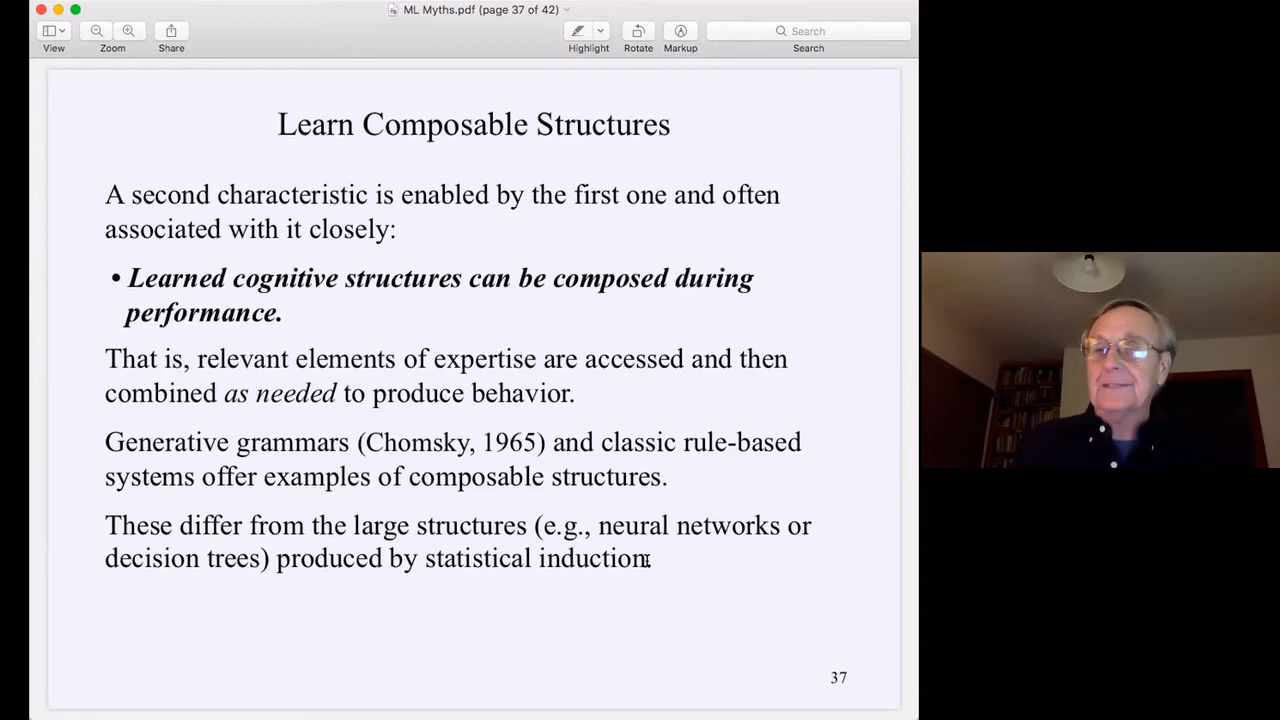 ML Myths.pdf (page 37 of 42)
View
Zoom
Share
Highlight
Rotate
Markup
Search
Search
Learn Composable Structures
A second characteristic is enabled by the first one and often
associated with it closely:
• Learned cognitive structures can be composed during
performance.
That is, relevant elements of expertise are accessed and then
combined as needed to produce behavior.
Generative grammars (Chomsky, 1965) and classic rule-based
systems offer examples of composable structures.
These differ from the large structures (e.g., neural networks or
decision trees) produced by statistical induction.
37